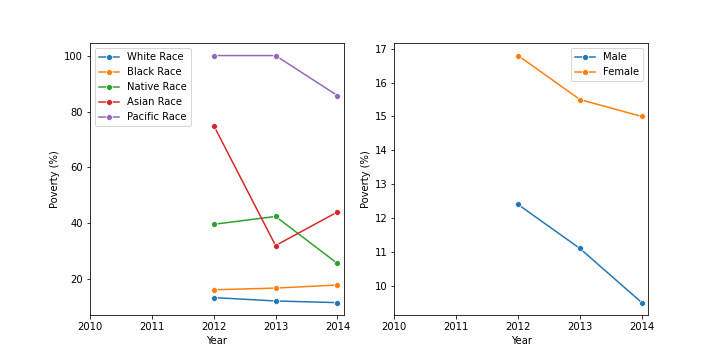 100
80
60
40
20
Poverty (%)
White Race
Black Race
Native Race
Asian Race
Pacific Race
2010 2011 2012 2013 2014
Year
17
16
15
14
13
12
11
10
Poverty (%)
Male
Female
2010 2011 2012 2013 2014
Year